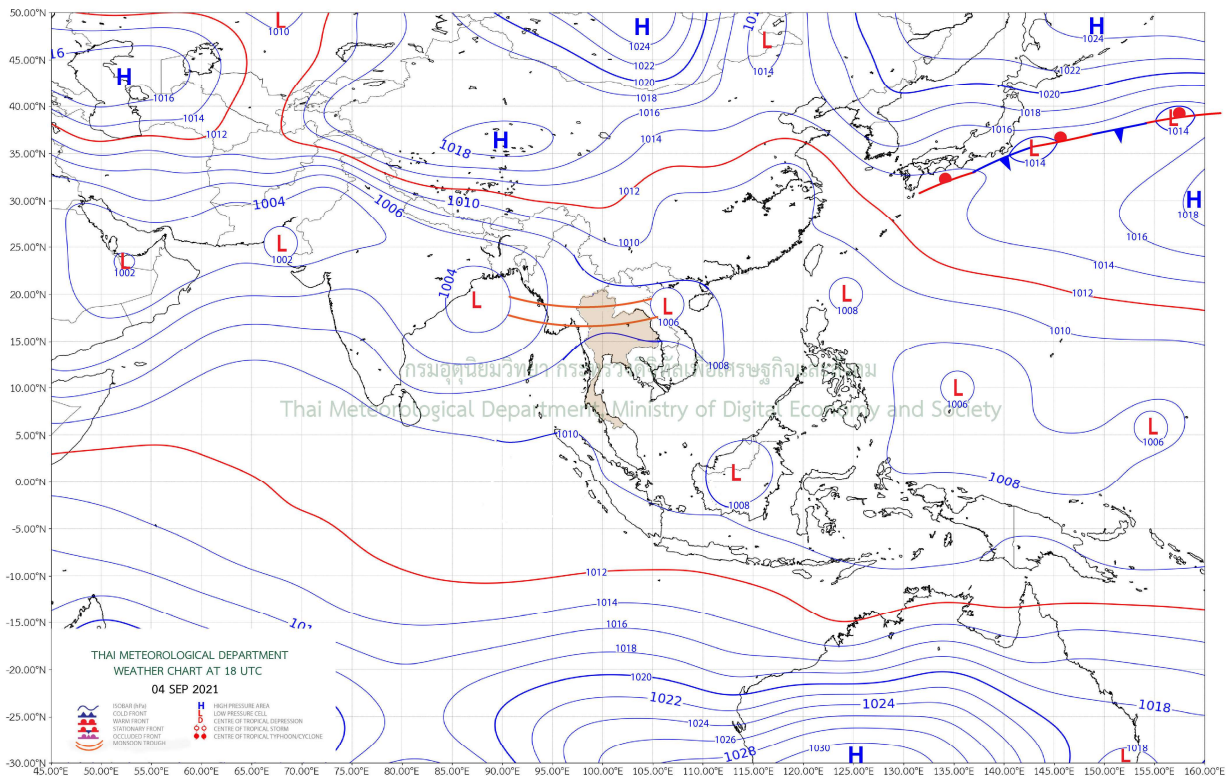 50.00°N
L
1010
H
1024
L
H
1024
16
45.00°N
H
1022
1014
1022
1016
1020
1020
40.00°N
1014
1018
1018
1012
1016
1016
L
1014
H
1018
1014
L
1014
35.00°N
1004
1006
1010
1012
H
1018
30.00°N
1010
1016
25.00°N
L
1002
L
1002
1014
20.00°N
1004
L
L
1006
L
1008
1012
1010
15.00°N
1008
กรมอุตุนิยมวิทยา กระทรวงดิจิทัลเพื่อเศรษฐกิจและสังคม
10.00°N
L
1006
Thai Meteorological Department Ministry of Digital Economy and Society
5.00°N
1010
L
1006
0.00°N
L
1008
1008
-5.00°N
-10.00°N
1012
1014
-15.00°N
1016
1018
-20.00°N
1020
1022
1024
1018
-25.00°N
1024
1026
1028
1030
H
1018
L
-30.00°N
THAI METEOROLOGICAL DEPARTMENT
WEATHER CHART AT 18 UTC
04 SEP 2021
ISOBAR (hPa)
COLD FRONT
WARM FRONT
STATIONARY FRONT
OCCLUDED FRONT
MONSOON TROUGH
H HIGH PRESSURE AREA
L LOW PRESSURE CELL
D CENTRE OF TROPICAL DEPRESSION
CENTRE OF TROPICAL STORM
CENTRE OF TROPICAL TYPHOON/CYCLONE
45.00°E 50.00°E 55.00°E 60.00°E 65.00°E 70.00°E 75.00°E 80.00°E 85.00°E 90.00°E 95.00°E 100.00°E 105.00°E 110.00°E 115.00°E 120.00°E 125.00°E 130.00°E 135.00°E 140.00°E 145.00°E 150.00°E 155.00°E 160.00°E